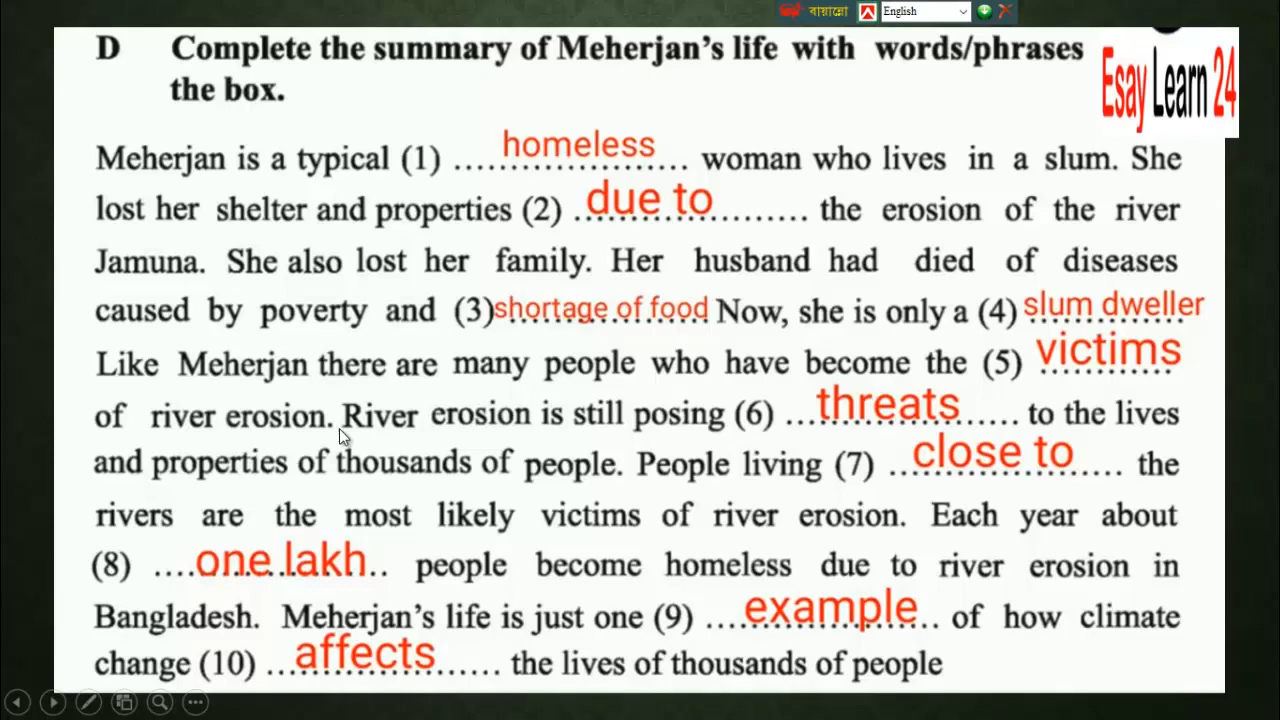 বায়ান্নো English
D Complete the summary of Meherjan's life with words/phrases
the box.
Esay Learn 24
Meherjan is a typical (1) ....homeless.... woman who lives in a slum. She
lost her shelter and properties (2) ....due to.... the erosion of the river
Jamuna. She also lost her family. Her husband had died of diseases
caused by poverty and (3) shortage of food Now, she is only a (4) slum dweller
Like Meherjan there are many people who have become the (5) victims
of river erosion. River erosion is still posing (6) ....threats.... to the lives
and properties of thousands of people. People living (7) ....close to.... the
rivers are the most likely victims of river erosion. Each year about
(8) ....one lakh.. people become homeless due to river erosion in
Bangladesh. Meherjan's life is just one (9) ....example.. of how climate
change (10) ...affects...... the lives of thousands of people